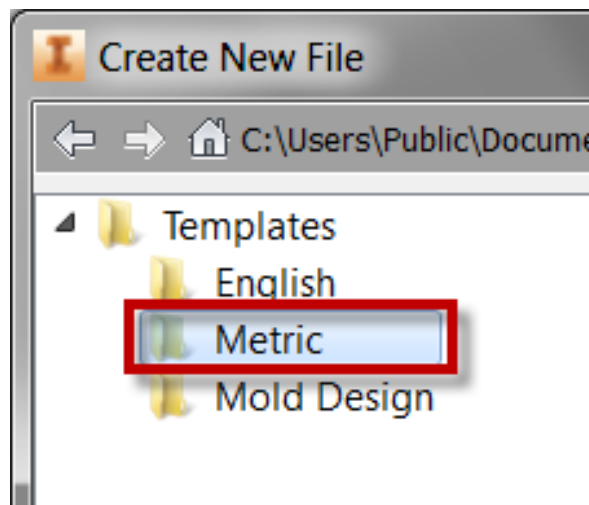 Create New File
C:\Users\Public\Docume
Templates
English
Metric
Mold Design